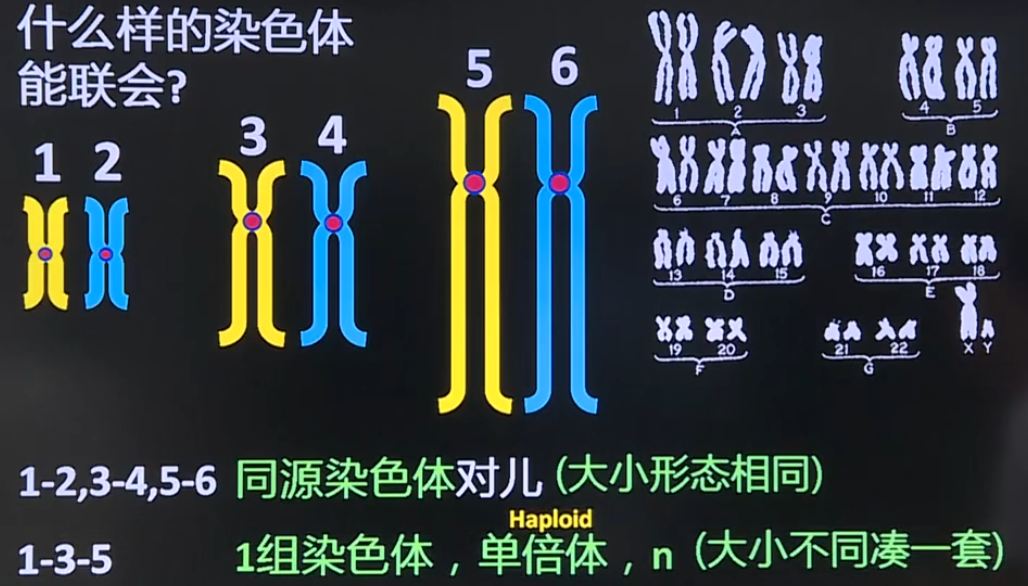 什么样的染色体
能联会?
1 2
3 4
5 6
1 2 3
A
4 5
B
6 7 8 9 10 11 12
C
13 14 15
D
16 17 18
E
19 20
F
21 22
G
X Y
1-2,3-4,5-6 同源染色体对儿 (大小形态相同)
Haploid
1-3-5 1组染色体，单倍体，n (大小不同凑一套)